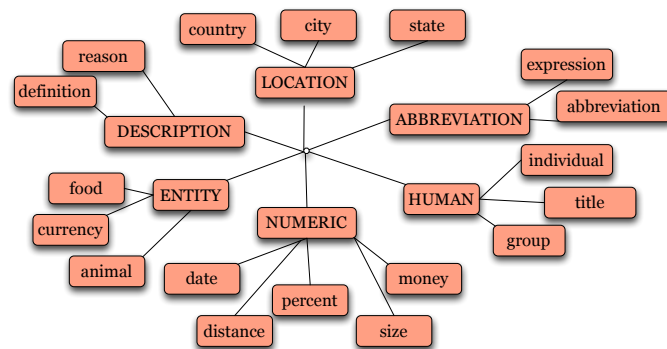 country
city
state
reason
expression
definition
LOCATION
abbreviation
DESCRIPTION
ABBREVIATION
individual
food
ENTITY
HUMAN
title
currency
NUMERIC
group
animal
date
money
percent
distance
size